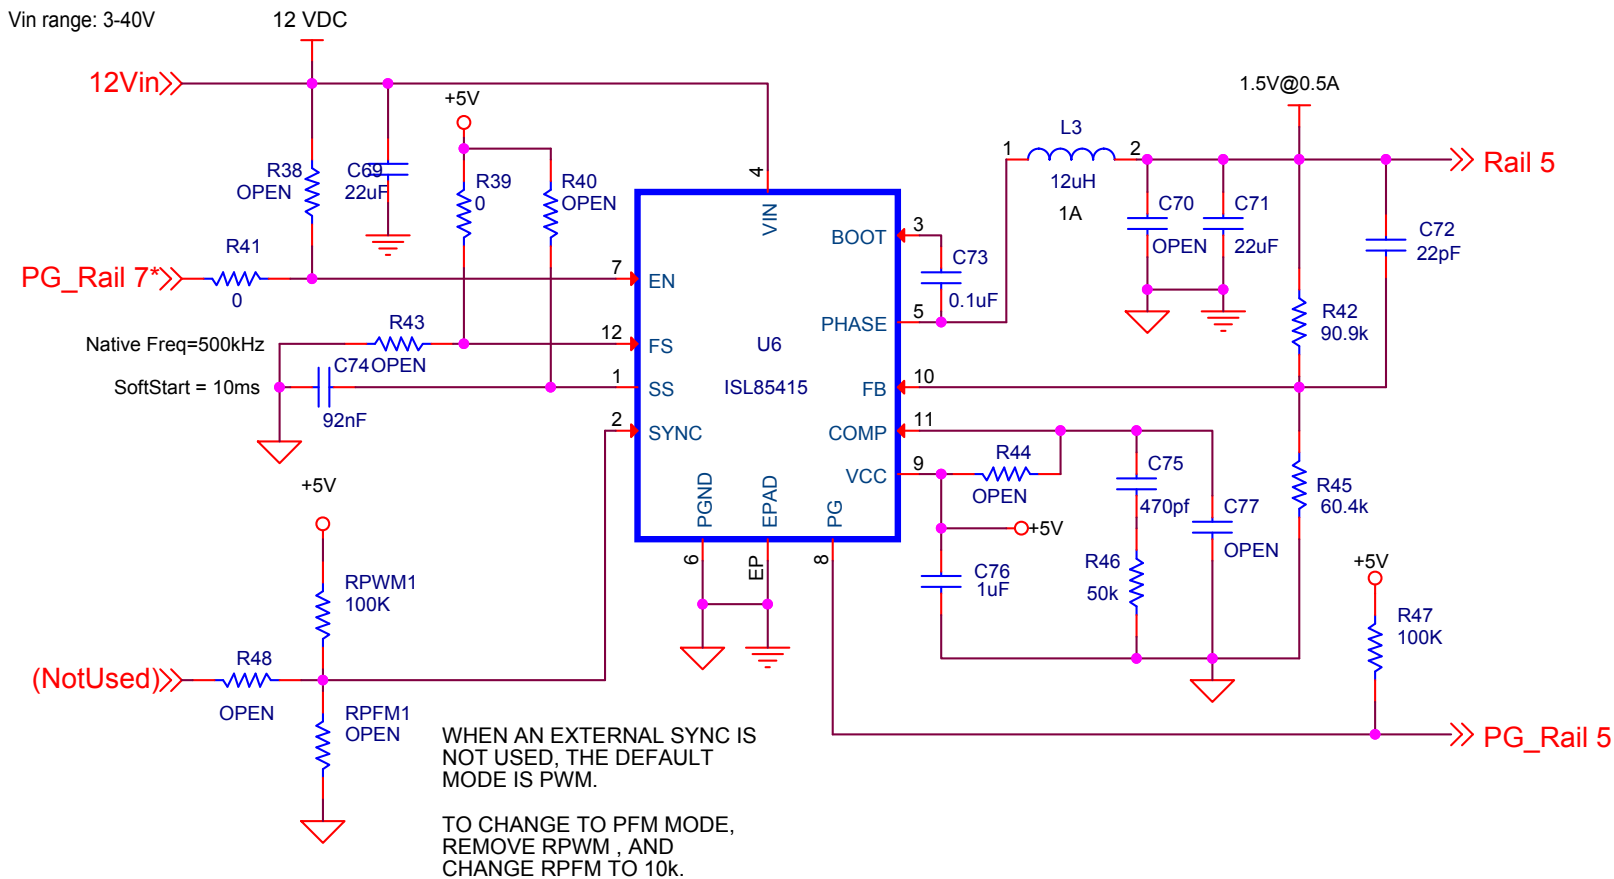 Vin range: 3-40V
12 VDC
12Vin
+5V
1.5V@0.5A
L3
1
2
12uH
1A
Rail 5
R38
OPEN
C69
22uF
R39
0
R40
OPEN
4
VIN
BOOT
3
C73
0.1uF
C70
OPEN
C71
22uF
C72
22pF
R41
0
PG_Rail 7*
7
EN
PHASE
5
R42
90.9k
Native Freq=500kHz
R43
OPEN
12
FS
U6
ISL85415
SoftStart = 10ms
C74
92nF
1
SS
FB
10
2
SYNC
COMP
11
VCC
9
R44
OPEN
C75
470pf
C77
OPEN
R45
60.4k
PGND
EPAD
PG
6
EP
8
+5V
C76
1uF
R46
50k
+5V
RPWM1
100K
+5V
R47
100K
(NotUsed)
R48
OPEN
RPFM1
OPEN
PG_Rail 5
WHEN AN EXTERNAL SYNC IS
NOT USED, THE DEFAULT
MODE IS PWM.
TO CHANGE TO PFM MODE,
REMOVE RPWM , AND
CHANGE RPFM TO 10k.